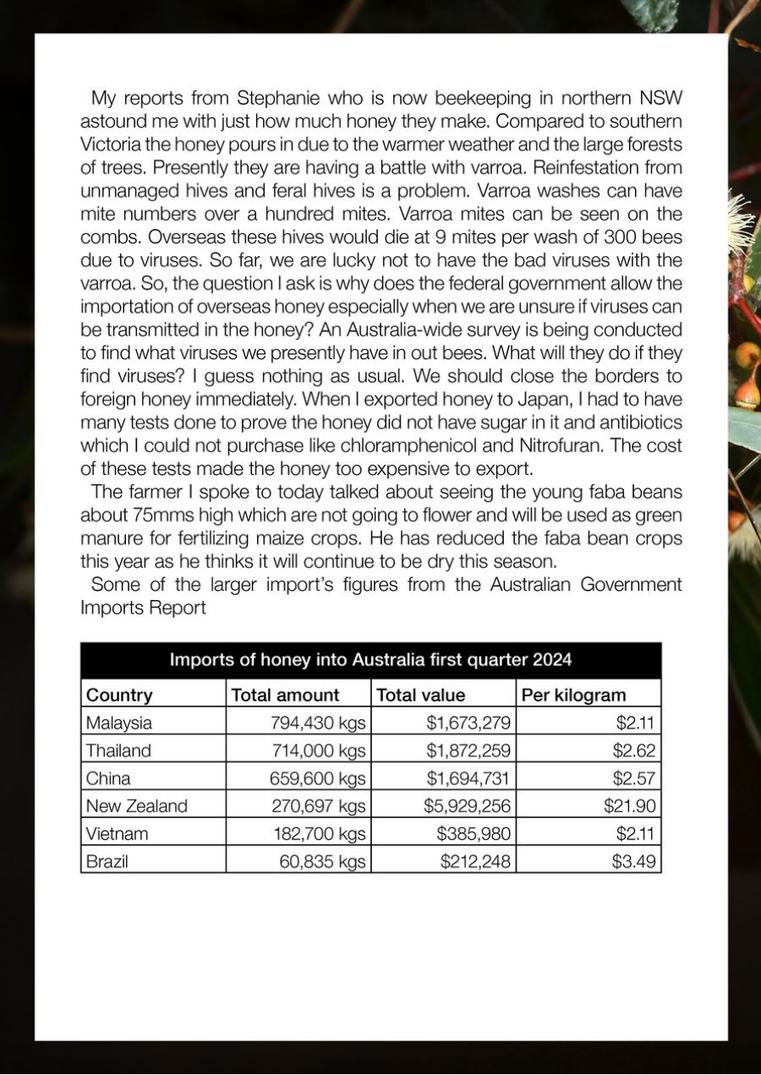 My reports from Stephanie who is now beekeeping in northern NSW
astound me with just how much honey they make. Compared to southern
Victoria the honey pours in due to the warmer weather and the large forests
of trees. Presently they are having a battle with varroa. Reinfestation from
unmanaged hives and feral hives is a problem. Varroa washes can have
mite numbers over a hundred mites. Varroa mites can be seen on the
combs. Overseas these hives would die at 9 mites per wash of 300 bees
due to viruses. So far, we are lucky not to have the bad viruses with the
varroa. So, the question I ask is why does the federal government allow the
importation of overseas honey especially when we are unsure if viruses can
be transmitted in the honey? An Australia-wide survey is being conducted
to find what viruses we presently have in out bees. What will they do if they
find viruses? I guess nothing as usual. We should close the borders to
foreign honey immediately. When I exported honey to Japan, I had to have
many tests done to prove the honey did not have sugar in it and antibiotics
which I could not purchase like chloramphenicol and Nitrofuran. The cost
of these tests made the honey too expensive to export.
The farmer I spoke to today talked about seeing the young faba beans
about 75mms high which are not going to flower and will be used as green
manure for fertilizing maize crops. He has reduced the faba bean crops
this year as he thinks it will continue to be dry this season.
Some of the larger import's figures from the Australian Government
Imports Report
Imports of honey into Australia first quarter 2024
Country Total amount Total value Per kilogram
Malaysia 794,430 kgs $1,673,279 $2.11
Thailand 714,000 kgs $1,872,259 $2.62
China 659,600 kgs $1,694,731 $2.57
New Zealand 270,697 kgs $5,929,256 $21.90
Vietnam 182,700 kgs $385,980 $2.11
Brazil 60,835 kgs $212,248 $3.49